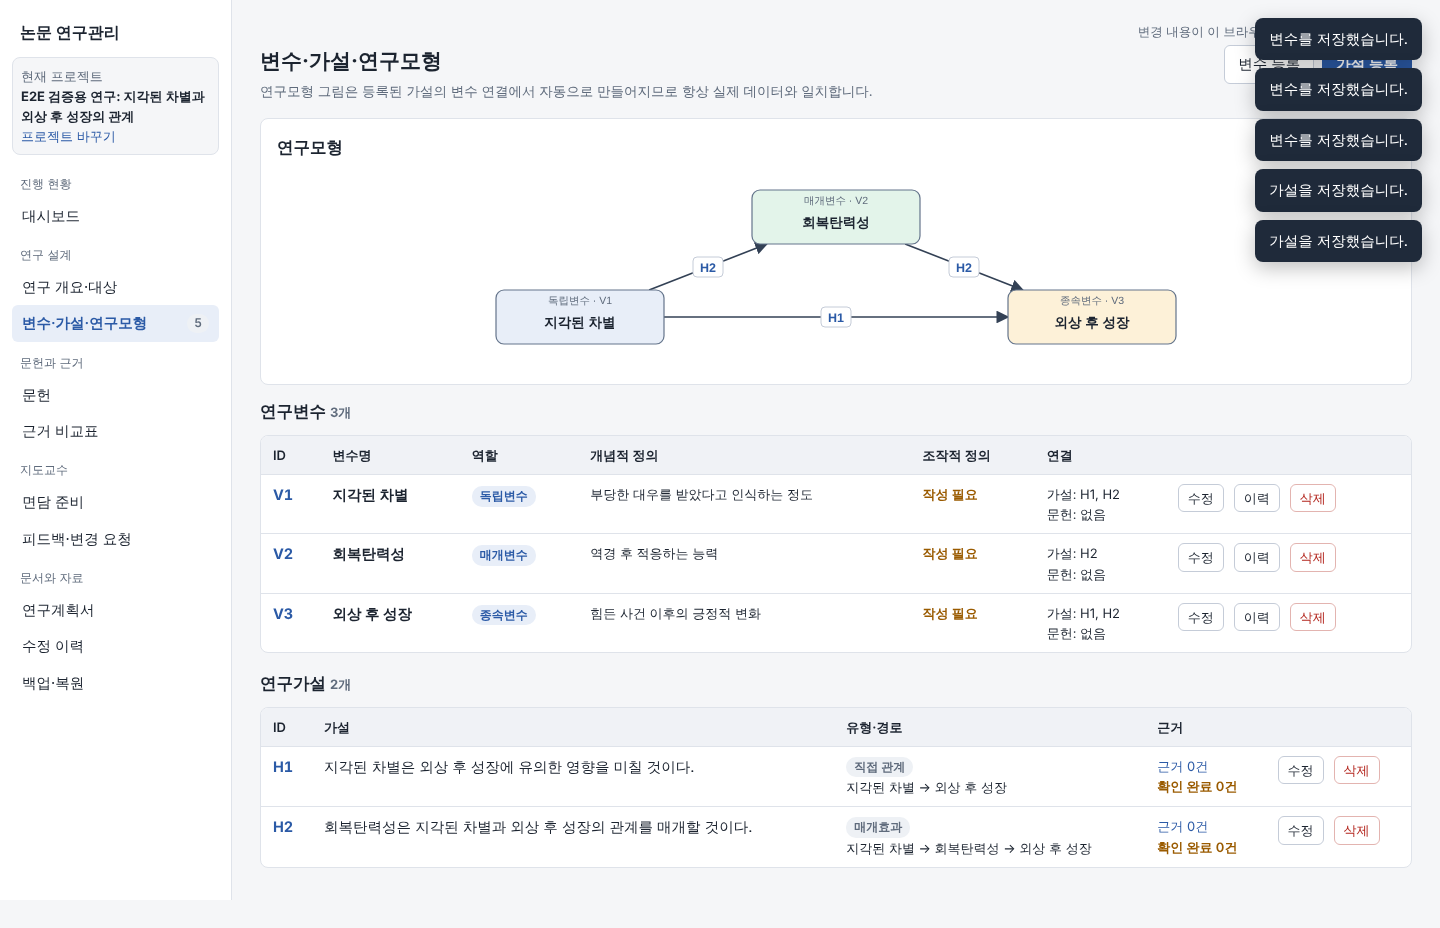 논문 연구관리
현재 프로젝트
E2E 검증용 연구: 지각된 차별과
외상 후 성장의 관계
프로젝트 바꾸기
진행 현황
대시보드
연구 설계
연구 개요·대상
변수·가설·연구모형 5
문헌과 근거
문헌
근거 비교표
지도교수
면담 준비
피드백·변경 요청
문서와 자료
연구계획서
수정 이력
백업·복원
변경 내용이 이 브라우
변수·가설·연구모형
연구모형 그림은 등록된 가설의 변수 연결에서 자동으로 만들어지므로 항상 실제 데이터와 일치합니다.
변수 등록 가설 등록
변수를 저장했습니다.
변수를 저장했습니다.
변수를 저장했습니다.
가설을 저장했습니다.
가설을 저장했습니다.
연구모형
매개변수 · V2
회복탄력성
H2 H2
독립변수 · V1
지각된 차별
H1
종속변수 · V3
외상 후 성장
연구변수 3개
ID 변수명 역할 개념적 정의 조작적 정의 연결
V1 지각된 차별 독립변수 부당한 대우를 받았다고 인식하는 정도 작성 필요 가설: H1, H2 수정 이력 삭제
문헌: 없음
V2 회복탄력성 매개변수 역경 후 적응하는 능력 작성 필요 가설: H2 수정 이력 삭제
문헌: 없음
V3 외상 후 성장 종속변수 힘든 사건 이후의 긍정적 변화 작성 필요 가설: H1, H2 수정 이력 삭제
문헌: 없음
연구가설 2개
ID 가설 유형·경로 근거
H1 지각된 차별은 외상 후 성장에 유의한 영향을 미칠 것이다. 직접 관계 근거 0건 수정 삭제
지각된 차별 → 외상 후 성장 확인 완료 0건
H2 회복탄력성은 지각된 차별과 외상 후 성장의 관계를 매개할 것이다. 매개효과 근거 0건 수정 삭제
지각된 차별 → 회복탄력성 → 외상 후 성장 확인 완료 0건